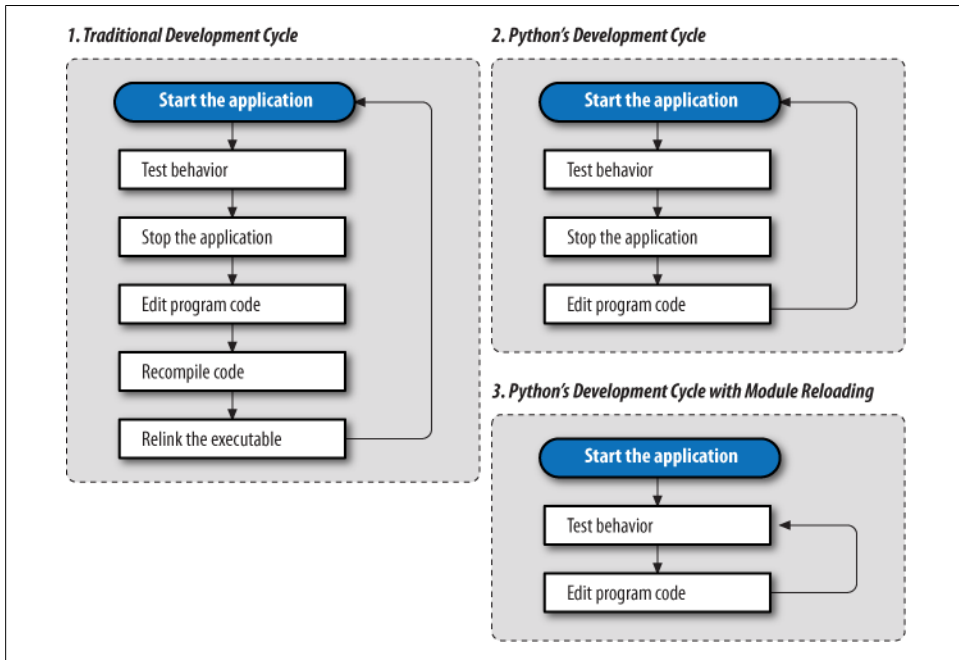 1. Traditional Development Cycle
Start the application
Test behavior
Stop the application
Edit program code
Recompile code
Relink the executable
2. Python's Development Cycle
Start the application
Test behavior
Stop the application
Edit program code
3. Python's Development Cycle with Module Reloading
Start the application
Test behavior
Edit program code